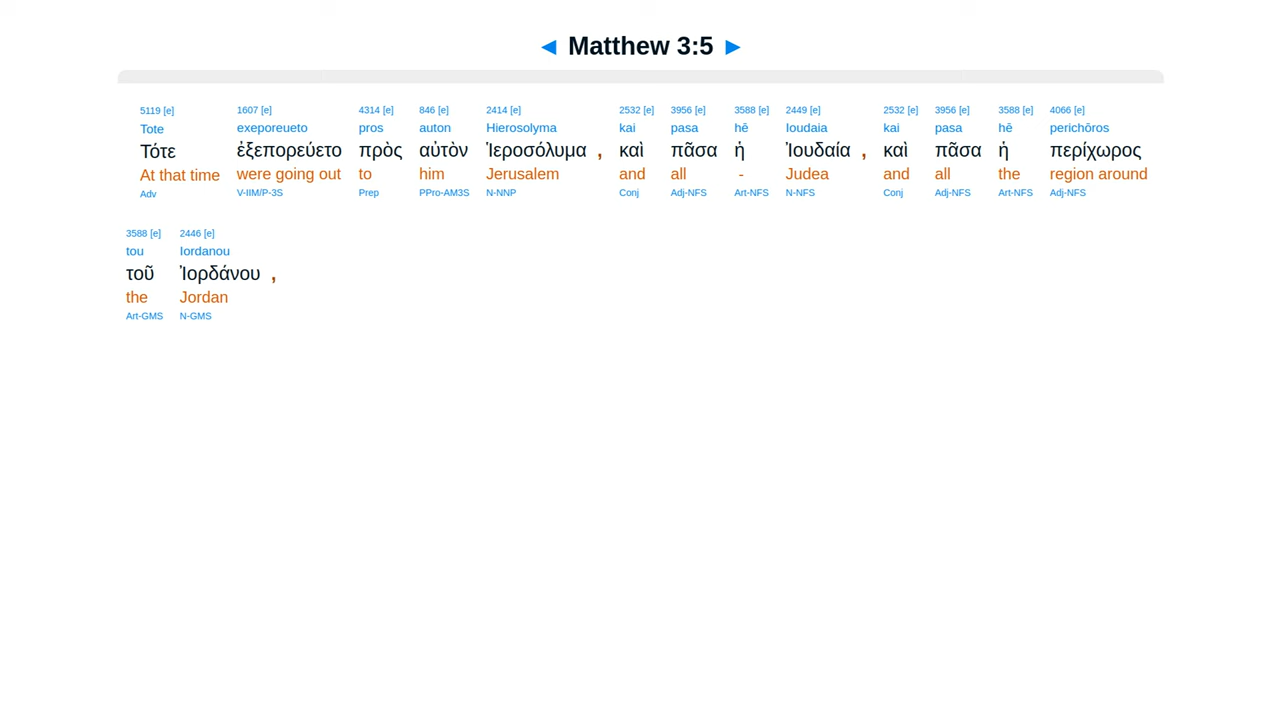 ◄ Matthew 3:5 ►
5119 [e] 1607 [e] 4314 [e] 846 [e] 2414 [e] 2532 [e] 3956 [e] 3588 [e] 2449 [e] 2532 [e] 3956 [e] 3588 [e] 4066 [e]
Tote exeporeueto pros auton Hierosolyma kai pasa hē Ioudaia kai pasa hē perichōros
Τότε ἐξεπορεύετο πρὸς αὐτὸν Ἱεροσόλυμα , καὶ πᾶσα ἡ Ἰουδαία , καὶ πᾶσα ἡ περίχωρος
At that time were going out to him Jerusalem and all - Judea and all the region around
Adv V-IIM/P-3S Prep PPro-AM3S N-NNP Conj Adj-NFS Art-NFS N-NFS Conj Adj-NFS Art-NFS Adj-NFS
3588 [e] 2446 [e]
tou Iordanou
τοῦ Ἰορδάνου ,
the Jordan
Art-GMS N-GMS